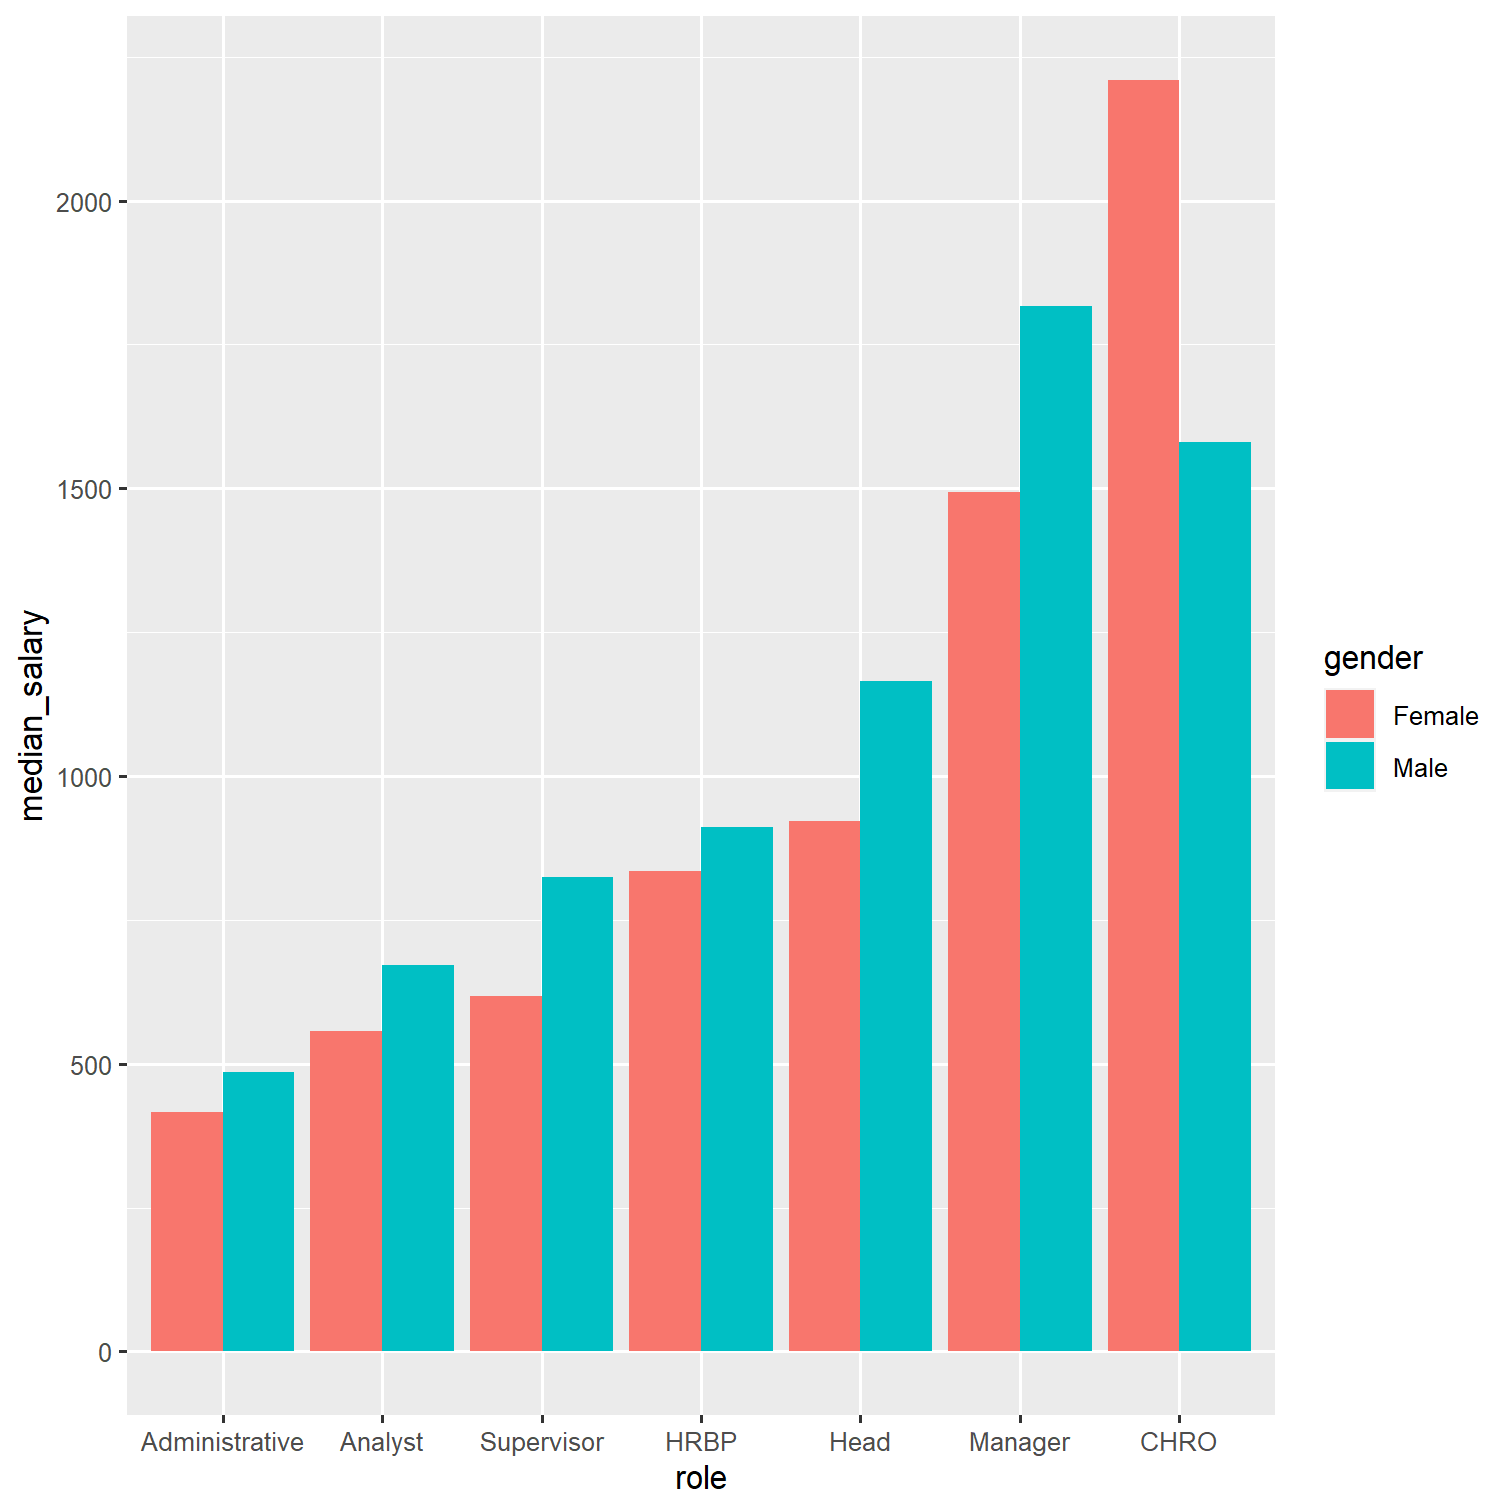 2000
1500
1000
500
0
median_salary
Administrative Analyst Supervisor HRBP Head Manager CHRO
role
gender
Female
Male